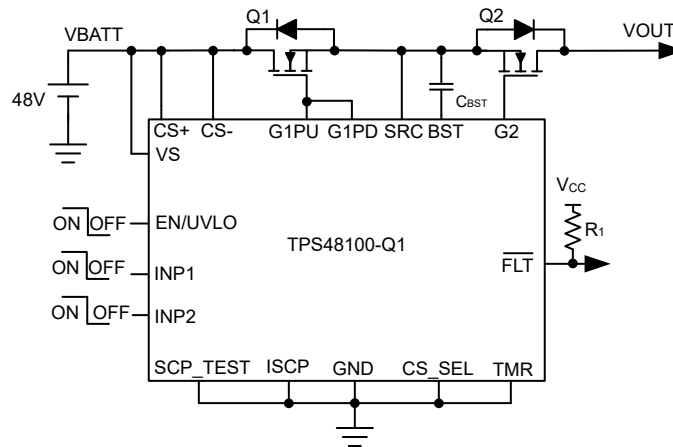 Q1
Q2
VBATT
VOUT
48V
CBST
CS+ CS- G1PU G1PD SRC BST G2
VS
VCC
ON OFF EN/UVLO
R1
TPS48100-Q1
FLT
ON OFF INP1
ON OFF INP2
SCP_TEST ISCP GND CS_SEL TMR